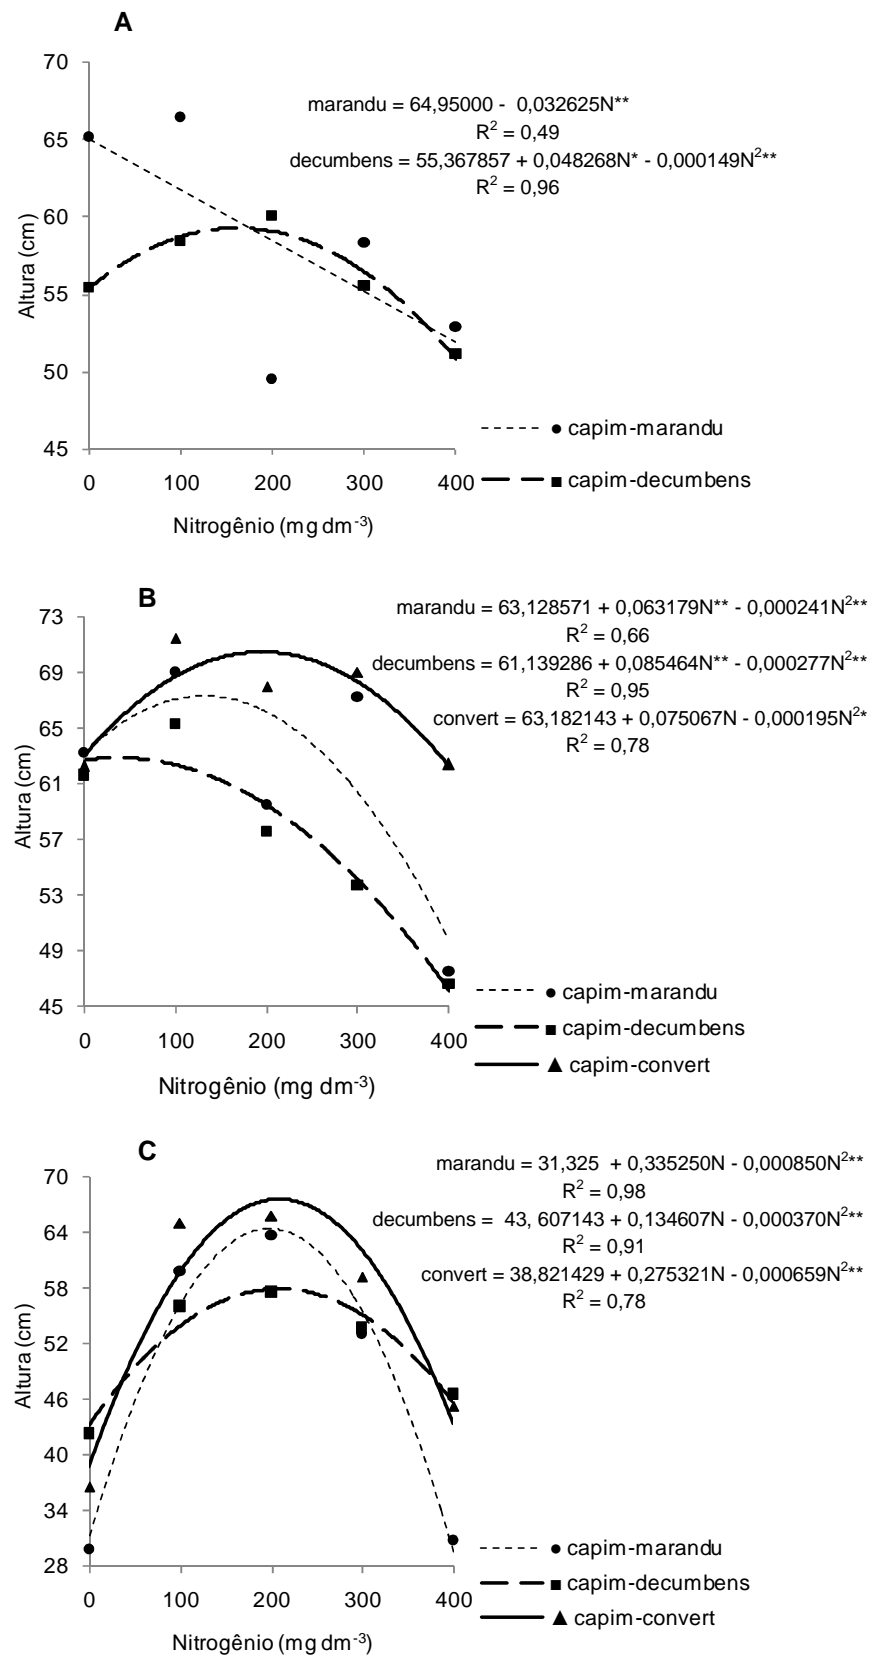 A
70
65
60
55
50
45
Altura (cm)
0 100 200 300 400
Nitrogênio (mg dm⁻³)
marandu = 64,95000 - 0,032625N**
R² = 0,49
decumbens = 55,367857 + 0,048268N* - 0,000149N²**
R² = 0,96
capim-marandu
capim-decumbens
B
73
69
65
61
57
53
49
45
Altura (cm)
0 100 200 300 400
Nitrogênio (mg dm⁻³)
marandu = 63,128571 + 0,063179N** - 0,000241N²**
R² = 0,66
decumbens = 61,139286 + 0,085464N** - 0,000277N²**
R² = 0,95
convert = 63,182143 + 0,075067N - 0,000195N²*
R² = 0,78
capim-marandu
capim-decumbens
capim-convert
C
70
64
58
52
46
40
34
28
Altura (cm)
0 100 200 300 400
Nitrogênio (mg dm⁻³)
marandu = 31,325 + 0,335250N - 0,000850N²**
R² = 0,98
decumbens = 43, 607143 + 0,134607N - 0,000370N²**
R² = 0,91
convert = 38,821429 + 0,275321N - 0,000659N²**
R² = 0,78
capim-marandu
capim-decumbens
capim-convert